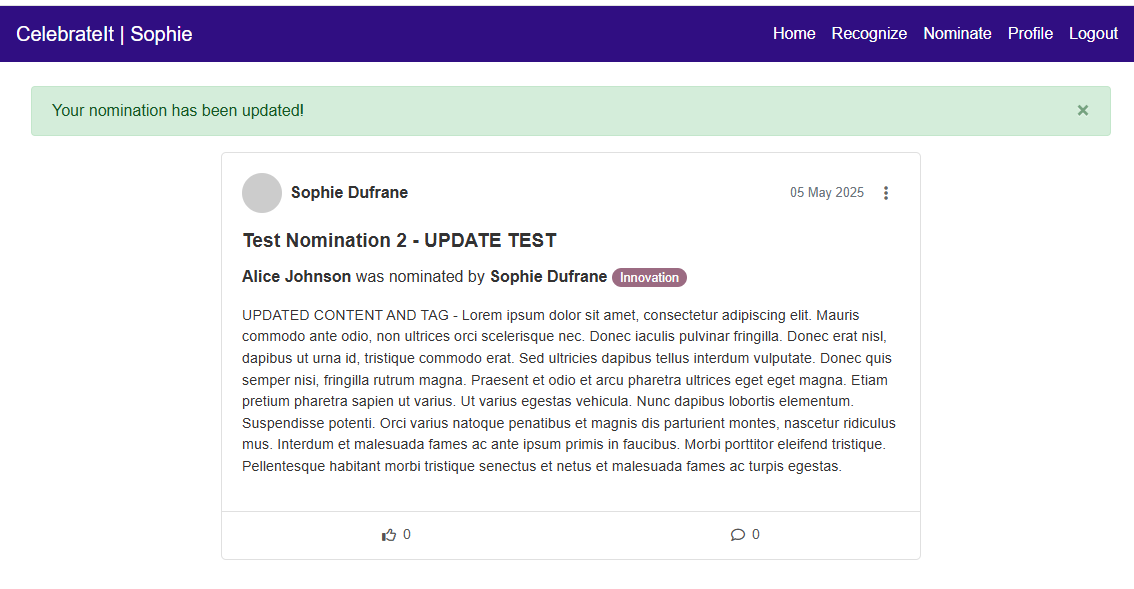 CelebrateIt | Sophie Home Recognize Nominate Profile Logout
Your nomination has been updated! ×
Sophie Dufrane 05 May 2025
Test Nomination 2 - UPDATE TEST
Alice Johnson was nominated by Sophie Dufrane Innovation
UPDATED CONTENT AND TAG - Lorem ipsum dolor sit amet, consectetur adipiscing elit. Mauris
commodo ante odio, non ultrices orci scelerisque nec. Donec iaculis pulvinar fringilla. Donec erat nisl,
dapibus ut urna id, tristique commodo erat. Sed ultricies dapibus tellus interdum vulputate. Donec quis
semper nisi, fringilla rutrum magna. Praesent et odio et arcu pharetra ultrices eget eget magna. Etiam
pretium pharetra sapien ut varius. Ut varius egestas vehicula. Nunc dapibus lobortis elementum.
Suspendisse potenti. Orci varius natoque penatibus et magnis dis parturient montes, nascetur ridiculus
mus. Interdum et malesuada fames ac ante ipsum primis in faucibus. Morbi porttitor eleifend tristique.
Pellentesque habitant morbi tristique senectus et netus et malesuada fames ac turpis egestas.
0 0